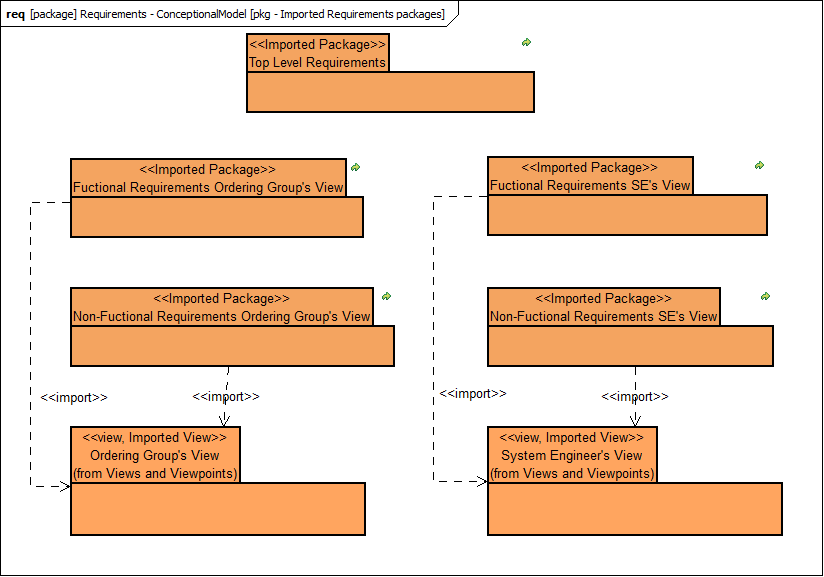 req [package] Requirements - ConceptionalModel [pkg - Imported Requirements packages]
<<Imported Package>>
Top Level Requirements
<<Imported Package>>
Fuctional Requirements Ordering Group's View
<<Imported Package>>
Fuctional Requirements SE's View
<<Imported Package>>
Non-Fuctional Requirements Ordering Group's View
<<Imported Package>>
Non-Fuctional Requirements SE's View
<<import>>
<<import>>
<<import>>
<<import>>
<<view, Imported View>>
Ordering Group's View
(from Views and Viewpoints)
<<view, Imported View>>
System Engineer's View
(from Views and Viewpoints)